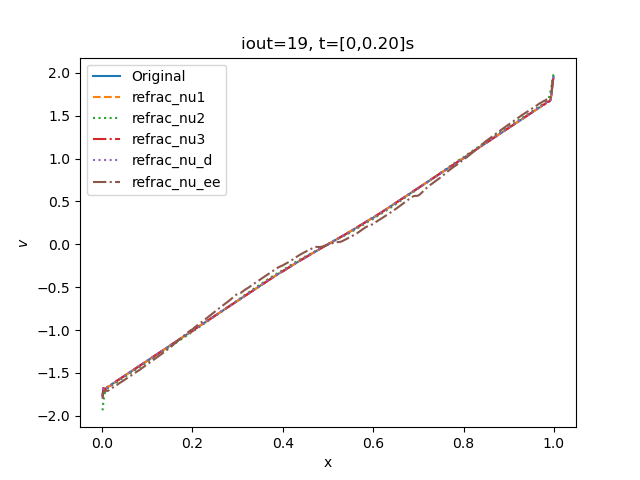 iout=19, t=[0,0.20]s
Original
refrac_nu1
refrac_nu2
refrac_nu3
refrac_nu_d
refrac_nu_ee
2.0
1.5
1.0
0.5
0.0
−0.5
−1.0
−1.5
−2.0
v
0.0 0.2 0.4 0.6 0.8 1.0
x